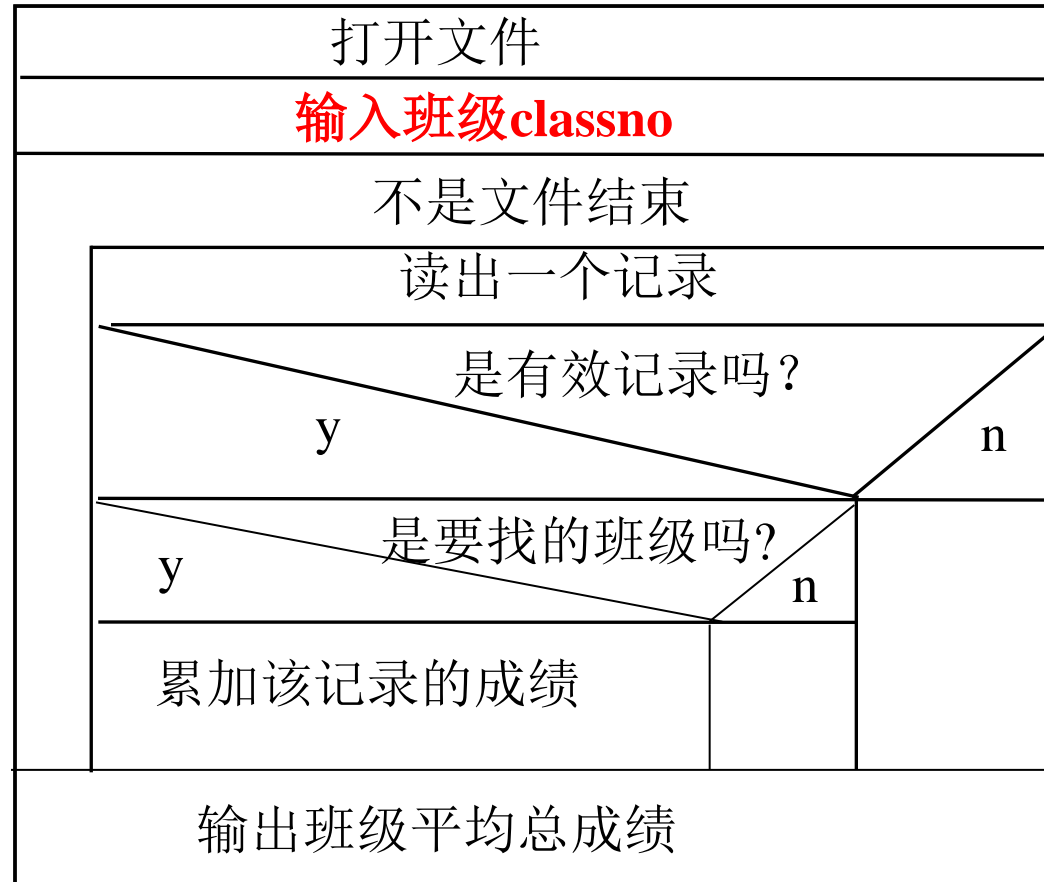 打开文件
输入班级classno
不是文件结束
读出一个记录
是有效记录吗？
y
n
是要找的班级吗?
y
n
累加该记录的成绩
输出班级平均总成绩